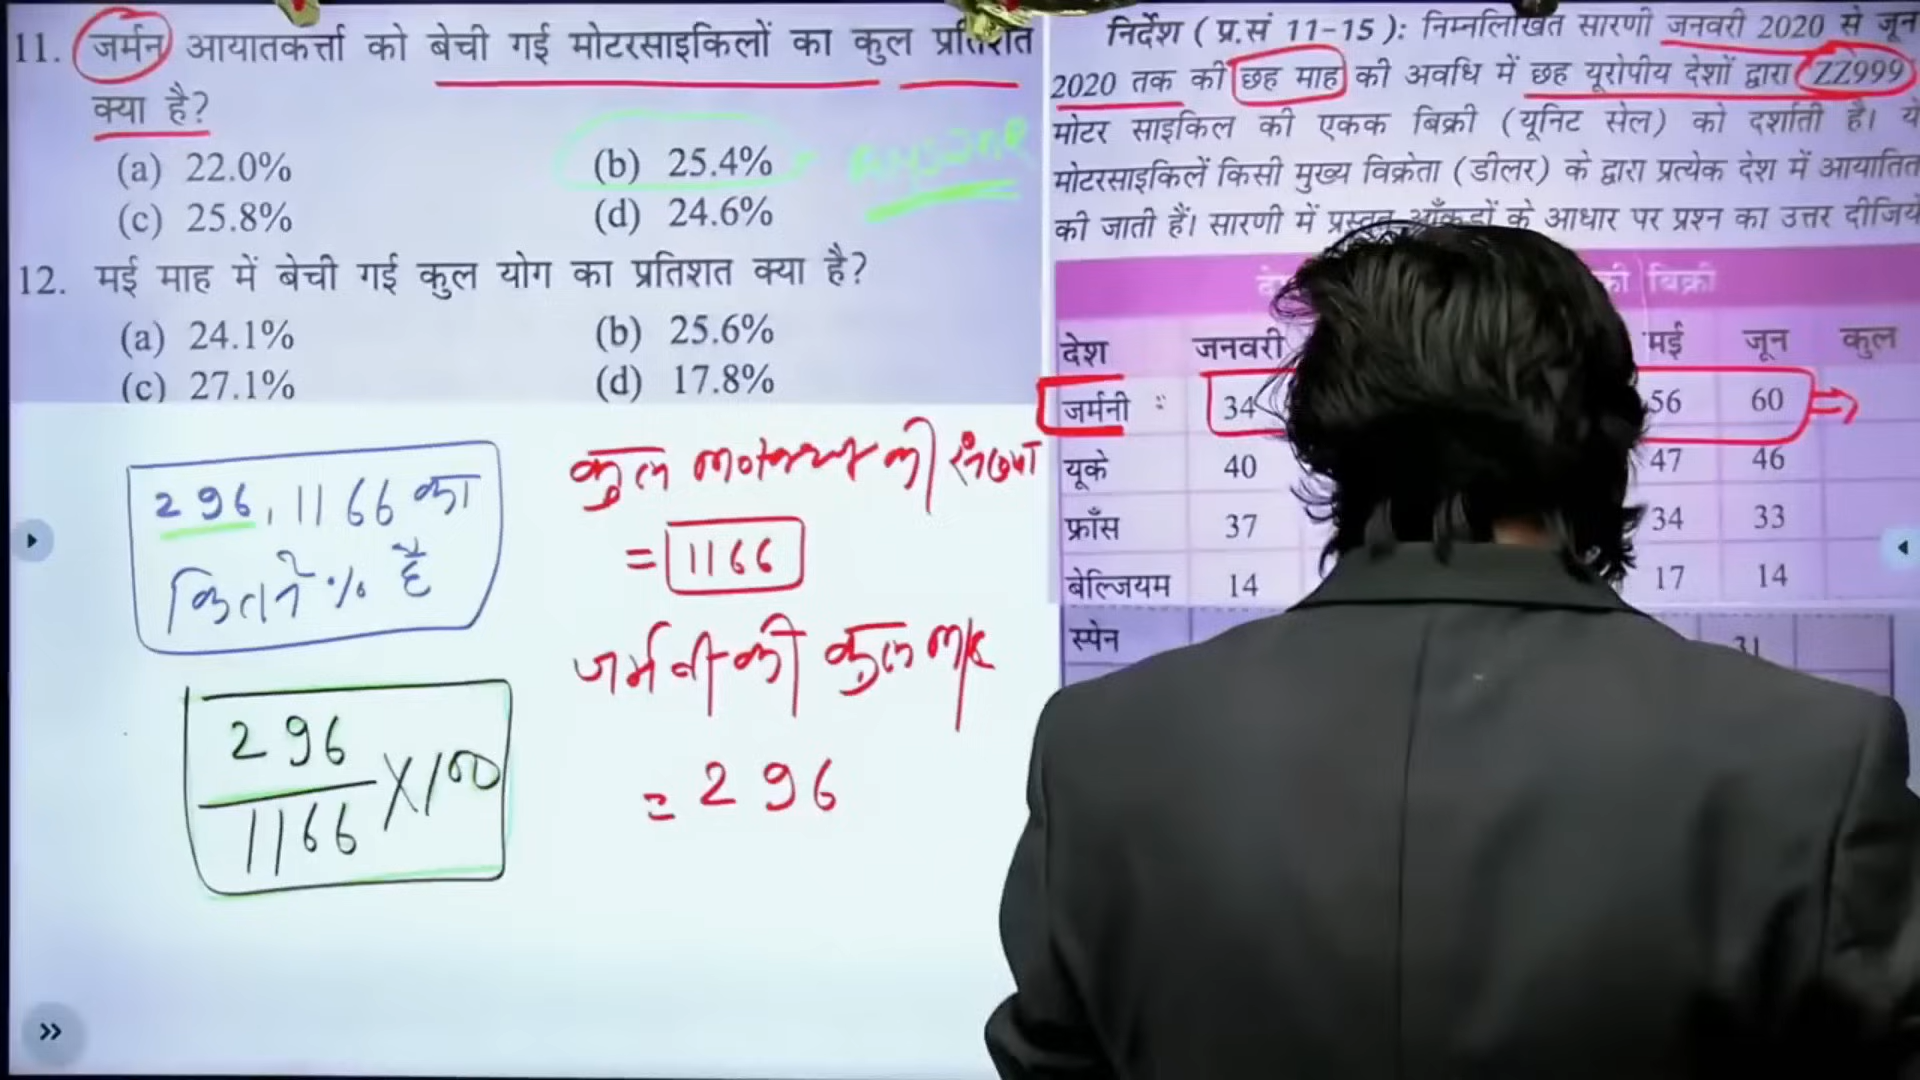 11. जर्मन आयातकर्त्ता को बेची गई मोटरसाइकिलों का कुल प्रतिशत
क्या है?
(a) 22.0%
(b) 25.4%
(c) 25.8%
(d) 24.6%
12. मई माह में बेची गई कुल योग का प्रतिशत क्या है?
(a) 24.1%
(b) 25.6%
(c) 27.1%
(d) 17.8%
296, 1166 का
कितने % है
296
1166 X100
कुल की संख्या
= 1166
जर्मनी की कुल
= 296
निर्देश ( प्र.सं 11-15 ): निम्नलिखित सारणी जनवरी 2020 से जून
2020 तक की छह माह की अवधि में छह यूरोपीय देशों द्वारा ZZ999
मोटर साइकिल की एकक बिक्री (यूनिट सेल) को दर्शाती है। ये
मोटरसाइकिलें किसी मुख्य विक्रेता (डीलर) के द्वारा प्रत्येक देश में आयातित
की जाती हैं। सारणी में प्रस्तुत आँकड़ों के आधार पर प्रश्न का उत्तर दीजिये
की बिक्री
देश जनवरी मई जून कुल
जर्मनी 34 56 60
यूके 40 47 46
फ्राँस 37 34 33
बेल्जियम 14 17 14
स्पेन 31